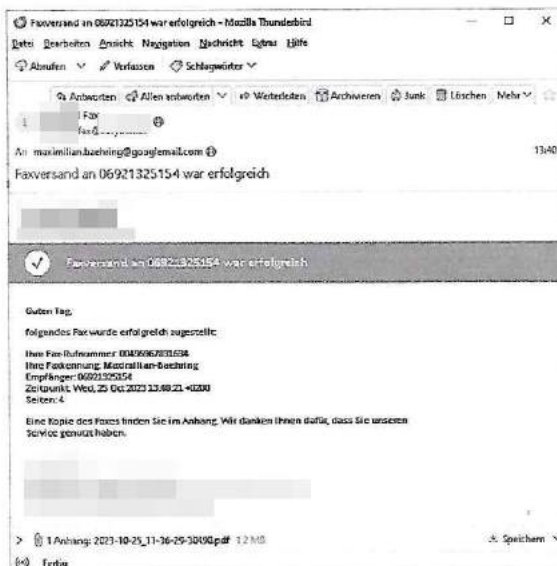 Faxversand an 06921325154 war erfolgreich - Mozilla Thunderbird
Datei Bearbeiten Ansicht Navigation Nachricht Extras Hilfe
Abrufen Verfassen Schlagwörter
Antworten Allen antworten Weiterleiten Archivieren Junk Löschen Mehr
Fax
An maximilian.baehring@googlemail.com 13:40
Faxversand an 06921325154 war erfolgreich
Faxversand an 06921325154 war erfolgreich
Guten Tag,
folgendes Fax wurde erfolgreich zugestellt:
Ihre Fax-Rufnummer:
Ihre Faxkennung: Maximilian-Baehring
Empfänger: 06921325154
Zeitpunkt: Wed, 25 Oct 2023 13:40:21 +0200
Seiten: 4
Eine Kopie des Faxes finden Sie im Anhang. Wir danken Ihnen dafür, dass Sie unseren
Service genutzt haben.
1 Anhang: 2023-10-25_11-36-29-30490.pdf 1.2 MB Speichern
Fertig